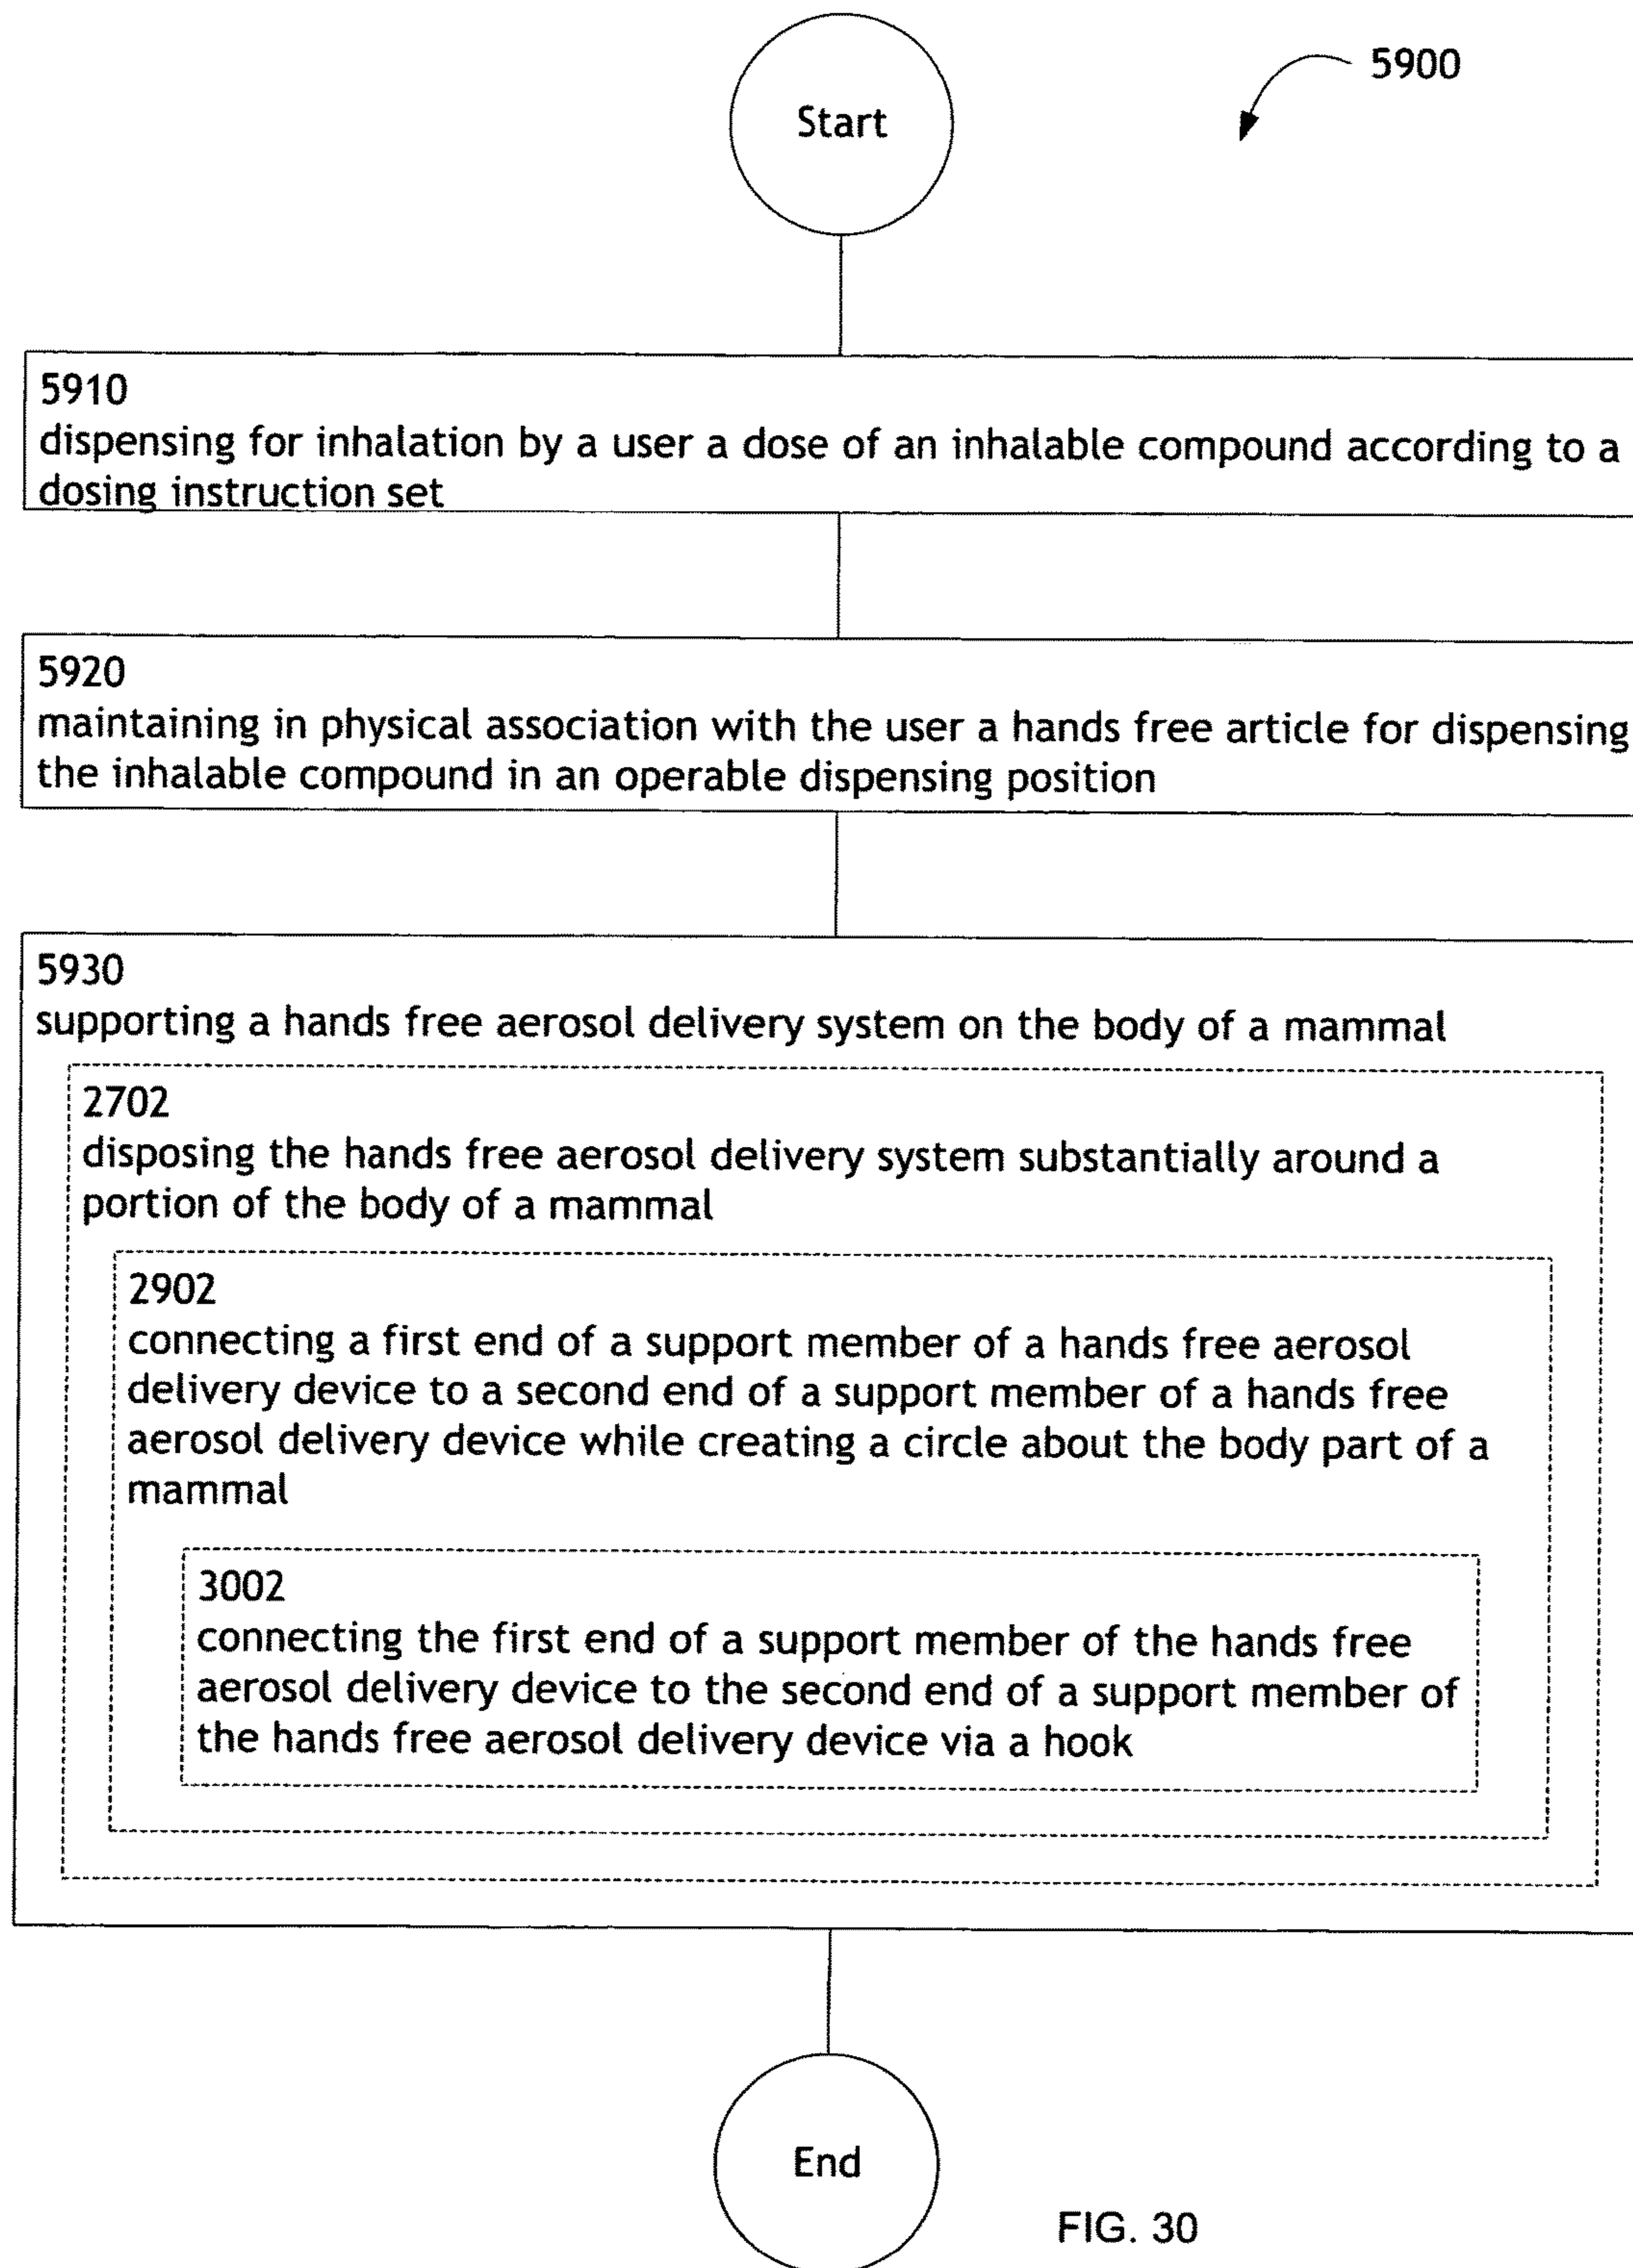 Start
5900
5910
dispensing for inhalation by a user a dose of an inhalable compound according to a
dosing instruction set
5920
maintaining in physical association with the user a hands free article for dispensing
the inhalable compound in an operable dispensing position
5930
supporting a hands free aerosol delivery system on the body of a mammal
2702
disposing the hands free aerosol delivery system substantially around a
portion of the body of a mammal
2902
connecting a first end of a support member of a hands free aerosol
delivery device to a second end of a support member of a hands free
aerosol delivery device while creating a circle about the body part of a
mammal
3002
connecting the first end of a support member of the hands free
aerosol delivery device to the second end of a support member of
the hands free aerosol delivery device via a hook
End
FIG. 30